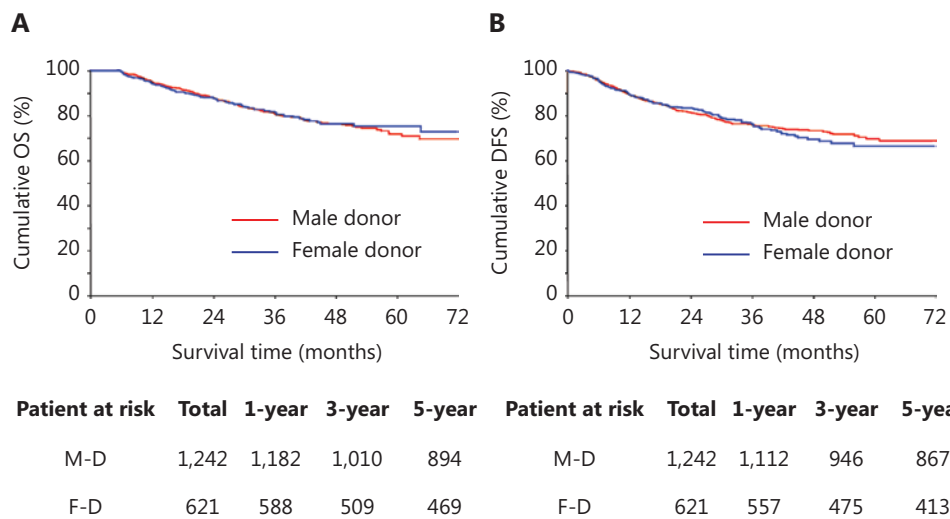 A
Cumulative OS (%)
100
80
60
40
20
0
Male donor
Female donor
0 12 24 36 48 60 72
Survival time (months)
Patient at risk Total 1-year 3-year 5-year
M-D 1,242 1,182 1,010 894
F-D 621 588 509 469
B
Cumulative DFS (%)
100
80
60
40
20
0
Male donor
Female donor
0 12 24 36 48 60 72
Survival time (months)
Patient at risk Total 1-year 3-year 5-yea
M-D 1,242 1,112 946 867
F-D 621 557 475 413